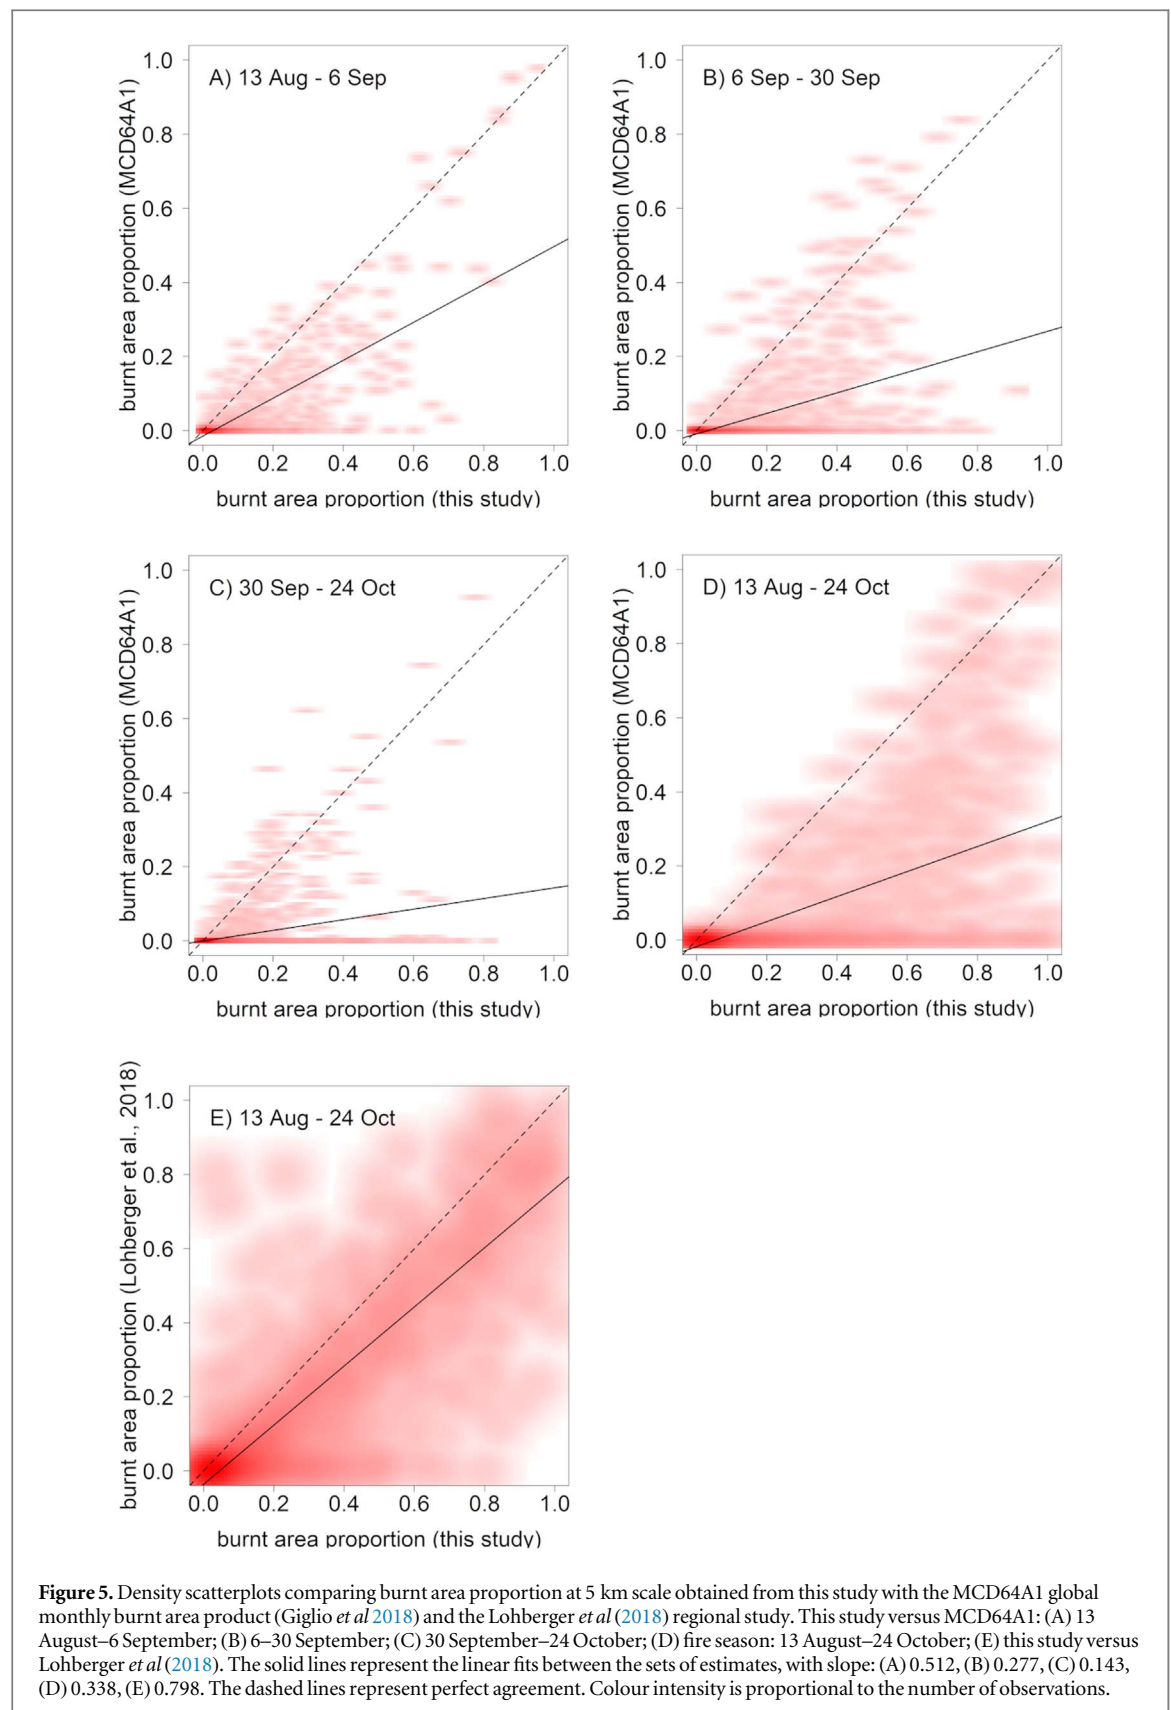 A) 13 Aug - 6 Sep
burnt area proportion (MCD64A1)
1.0
0.8
0.6
0.4
0.2
0.0
0.0 0.2 0.4 0.6 0.8 1.0
burnt area proportion (this study)
B) 6 Sep - 30 Sep
burnt area proportion (MCD64A1)
1.0
0.8
0.6
0.4
0.2
0.0
0.0 0.2 0.4 0.6 0.8 1.0
burnt area proportion (this study)
C) 30 Sep - 24 Oct
burnt area proportion (MCD64A1)
1.0
0.8
0.6
0.4
0.2
0.0
0.0 0.2 0.4 0.6 0.8 1.0
burnt area proportion (this study)
D) 13 Aug - 24 Oct
burnt area proportion (MCD64A1)
1.0
0.8
0.6
0.4
0.2
0.0
0.0 0.2 0.4 0.6 0.8 1.0
burnt area proportion (this study)
E) 13 Aug - 24 Oct
burnt area proportion (Lohberger et al., 2018)
1.0
0.8
0.6
0.4
0.2
0.0
0.0 0.2 0.4 0.6 0.8 1.0
burnt area proportion (this study)
Figure 5. Density scatterplots comparing burnt area proportion at 5 km scale obtained from this study with the MCD64A1 global
monthly burnt area product (Giglio et al 2018) and the Lohberger et al (2018) regional study. This study versus MCD64A1: (A) 13
August–6 September; (B) 6–30 September; (C) 30 September–24 October; (D) fire season: 13 August–24 October; (E) this study versus
Lohberger et al (2018). The solid lines represent the linear fits between the sets of estimates, with slope: (A) 0.512, (B) 0.277, (C) 0.143,
(D) 0.338, (E) 0.798. The dashed lines represent perfect agreement. Colour intensity is proportional to the number of observations.